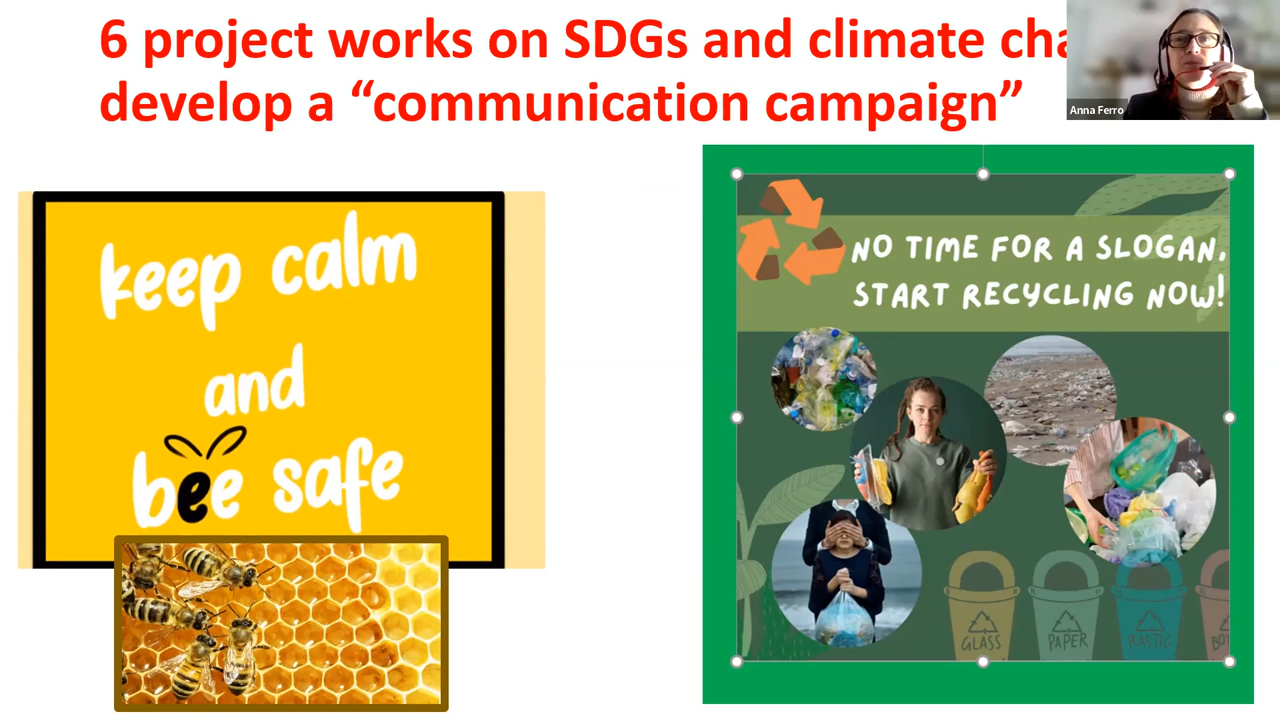 6 project works on SDGs and climate cha
develop a “communication campaign”
Anna Ferro
keep calm
and
bee safe
NO TIME FOR A SLOGAN,
START RECYCLING NOW!
GLASS
PAPER
PLASTIC